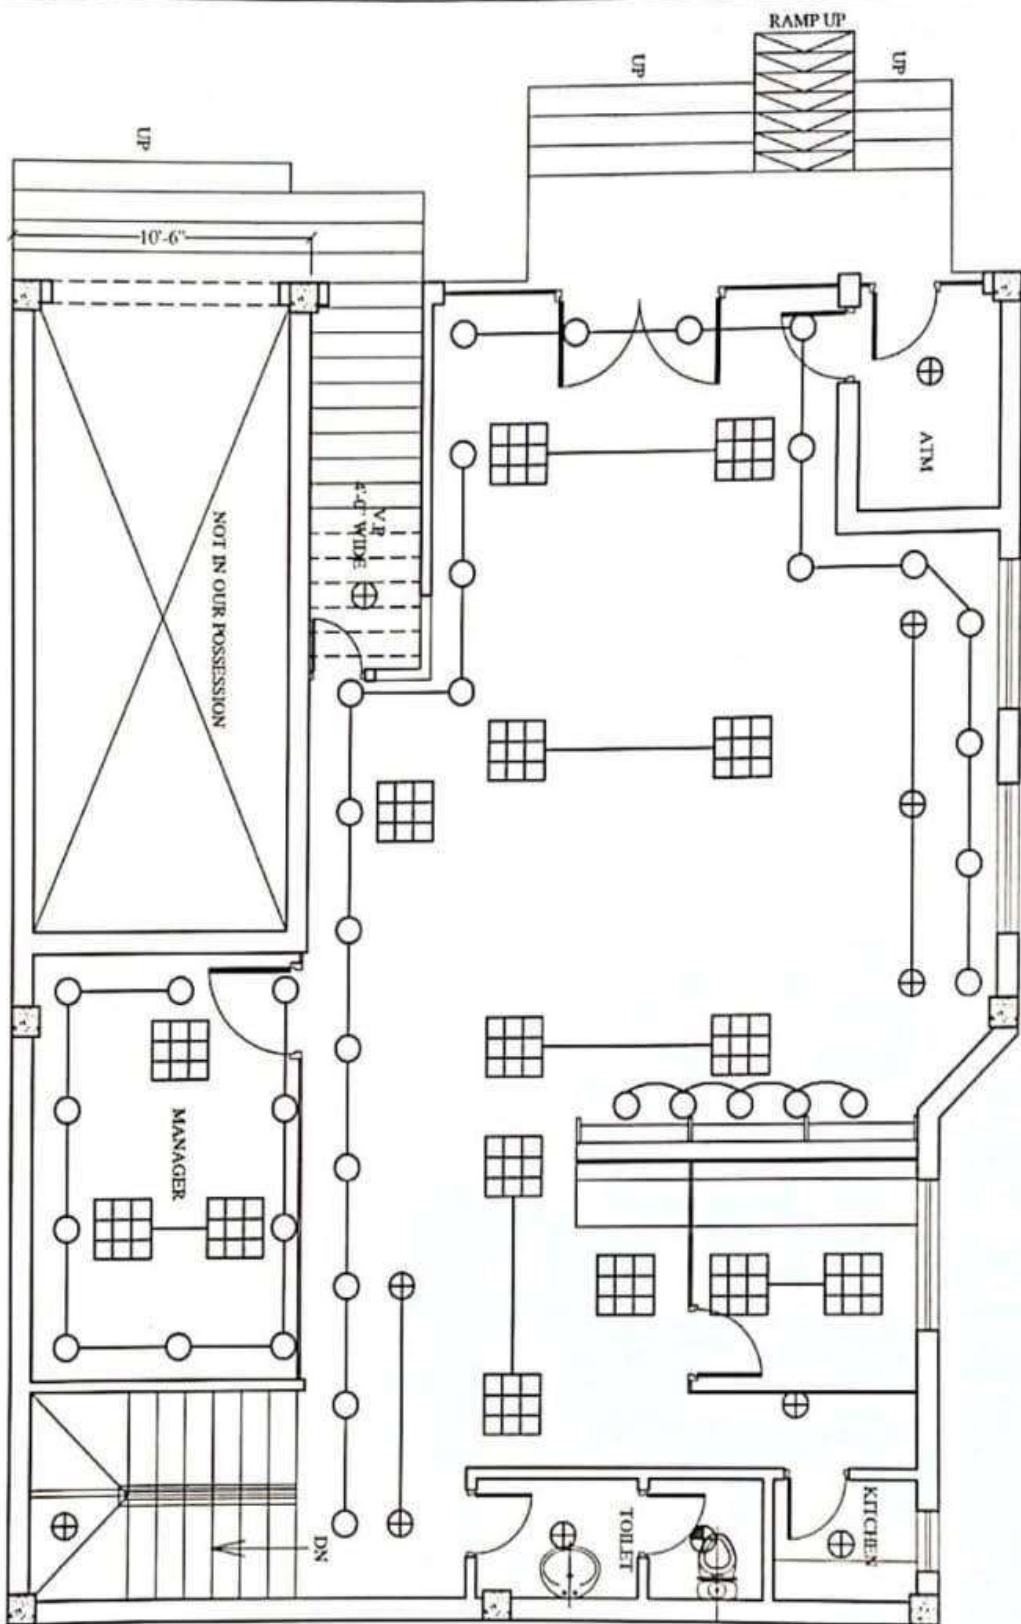 RAMP UP
UP
UP
UP
10'-6"
ATM
V.P.
4'-0" WIDE
NOT IN OUR POSSESSION
MANAGER
DN
TOILET
KITCHEN